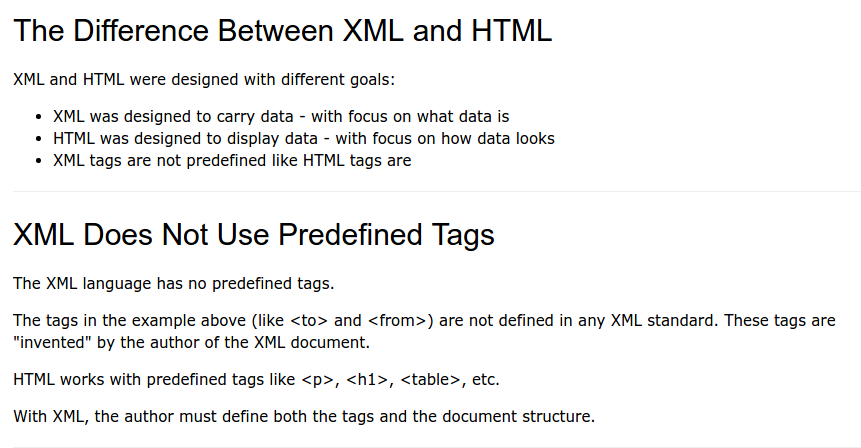 The Difference Between XML and HTML
XML and HTML were designed with different goals:
• XML was designed to carry data - with focus on what data is
• HTML was designed to display data - with focus on how data looks
• XML tags are not predefined like HTML tags are
XML Does Not Use Predefined Tags
The XML language has no predefined tags.
The tags in the example above (like <to> and <from>) are not defined in any XML standard. These tags are
"invented" by the author of the XML document.
HTML works with predefined tags like <p>, <h1>, <table>, etc.
With XML, the author must define both the tags and the document structure.